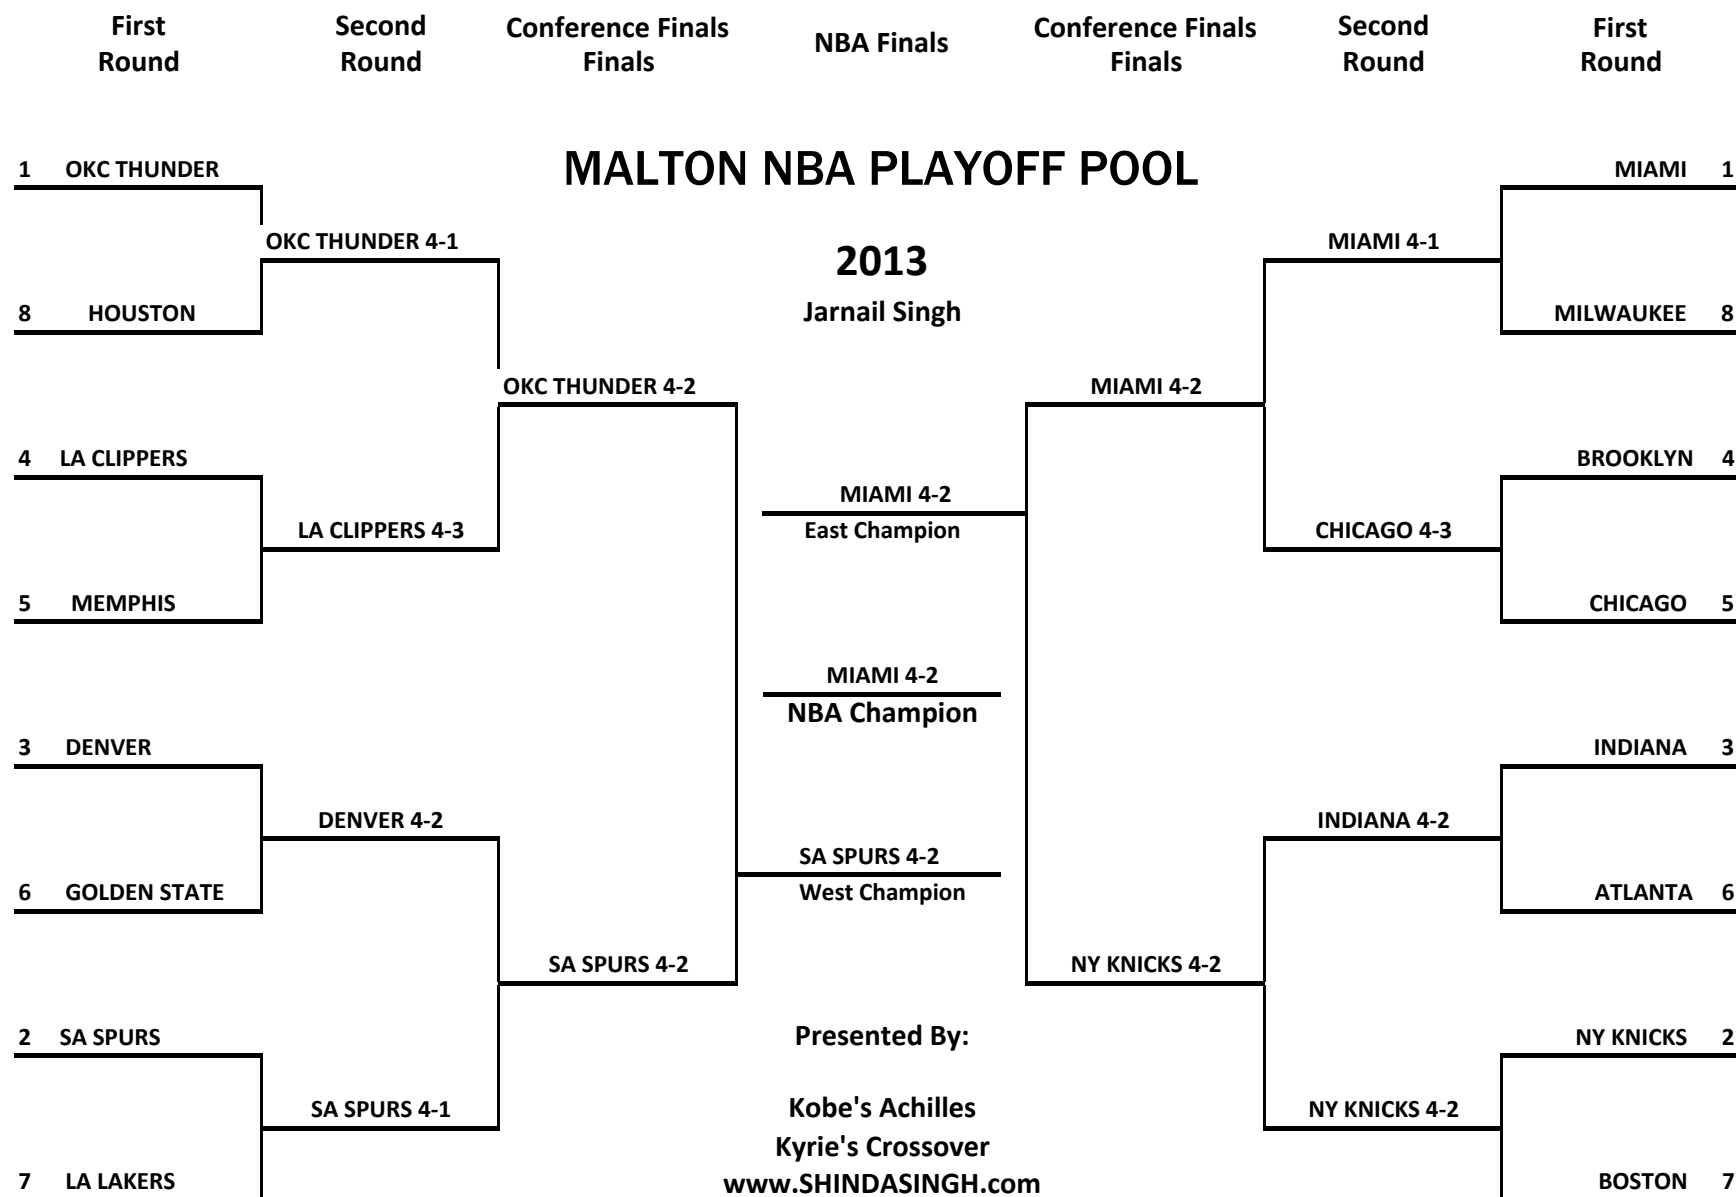 First Second Conference Finals NBA Finals Conference Finals Second First
Round Round Finals Finals Round Round
MALTON NBA PLAYOFF POOL
1 OKC THUNDER MIAMI 1
OKC THUNDER 4-1 2013 MIAMI 4-1
8 HOUSTON Jarnail Singh MILWAUKEE 8
OKC THUNDER 4-2 MIAMI 4-2
4 LA CLIPPERS BROOKLYN 4
MIAMI 4-2
LA CLIPPERS 4-3 East Champion CHICAGO 4-3
5 MEMPHIS CHICAGO 5
MIAMI 4-2
NBA Champion
3 DENVER INDIANA 3
DENVER 4-2 INDIANA 4-2
SA SPURS 4-2
6 GOLDEN STATE West Champion ATLANTA 6
SA SPURS 4-2 NY KNICKS 4-2
2 SA SPURS Presented By: NY KNICKS 2
SA SPURS 4-1 Kobe's Achilles NY KNICKS 4-2
Kyrie's Crossover
7 LA LAKERS www.SHINDASINGH.com BOSTON 7